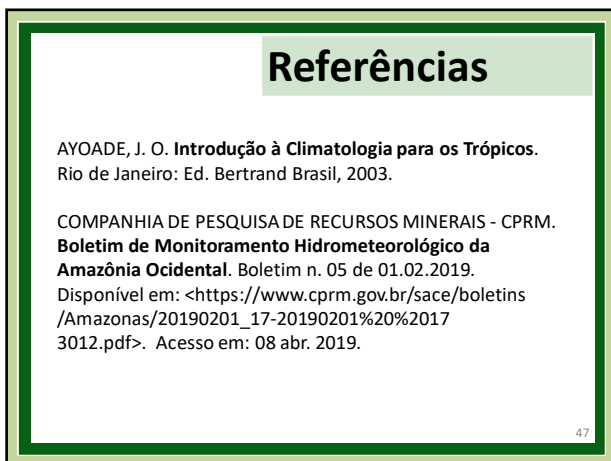 Referências
AYOADE, J. O. Introdução à Climatologia para os Trópicos.
Rio de Janeiro: Ed. Bertrand Brasil, 2003.
COMPANHIA DE PESQUISA DE RECURSOS MINERAIS - CPRM.
Boletim de Monitoramento Hidrometeorológico da
Amazônia Ocidental. Boletim n. 05 de 01.02.2019.
Disponível em: <https://www.cprm.gov.br/sace/boletins
/Amazonas/20190201_17-20190201%20%2017
3012.pdf>. Acesso em: 08 abr. 2019.
47